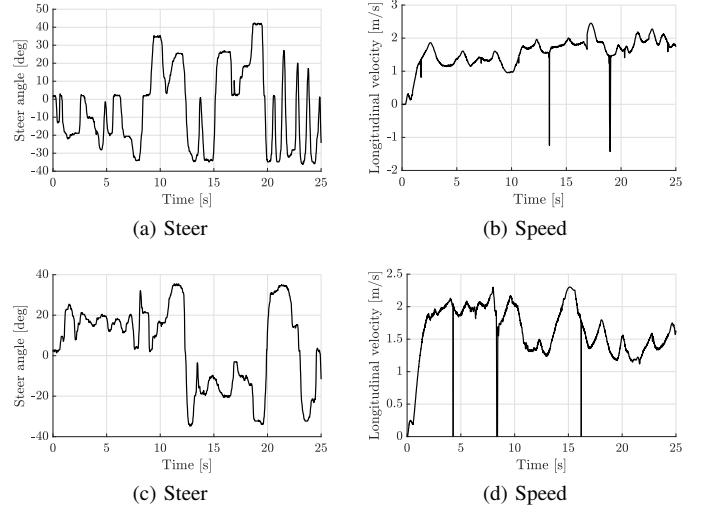 50
40
30
20
10
0
-10
-20
-30
-40
0 5 10 15 20 25
Steer angle [deg]
Time [s]
(a) Steer
3
2
1
0
-1
-2
0 5 10 15 20 25
Longitudinal velocity [m/s]
Time [s]
(b) Speed
40
20
0
-20
-40
0 5 10 15 20 25
Steer angle [deg]
Time [s]
(c) Steer
2.5
2
1.5
1
0.5
0
0 5 10 15 20 25
Longitudinal velocity [m/s]
Time [s]
(d) Speed